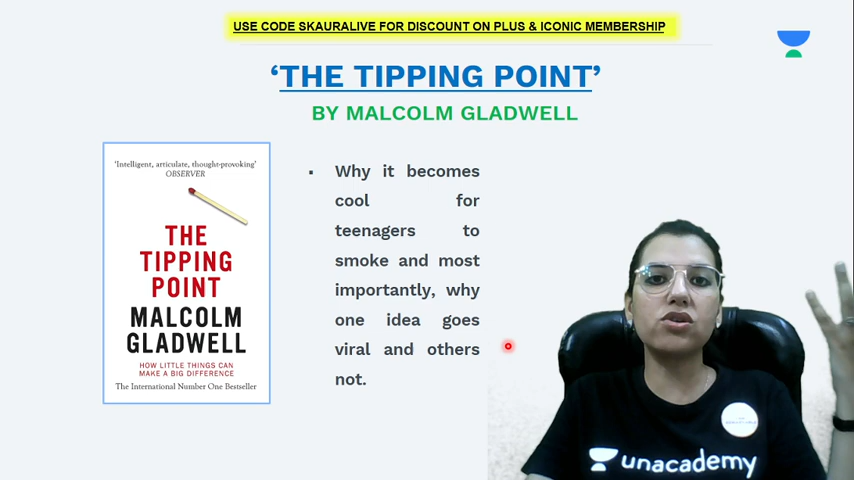 USE CODE SKAURALIVE FOR DISCOUNT ON PLUS & ICONIC MEMBERSHIP
‘THE TIPPING POINT’
BY MALCOLM GLADWELL
‘Intelligent, articulate, thought-provoking’
OBSERVER
THE
TIPPING
POINT
MALCOLM
GLADWELL
HOW LITTLE THINGS CAN
MAKE A BIG DIFFERENCE
The International Number One Bestseller
▪ Why it becomes
cool for
teenagers to
smoke and most
importantly, why
one idea goes
viral and others
not.
unacademy